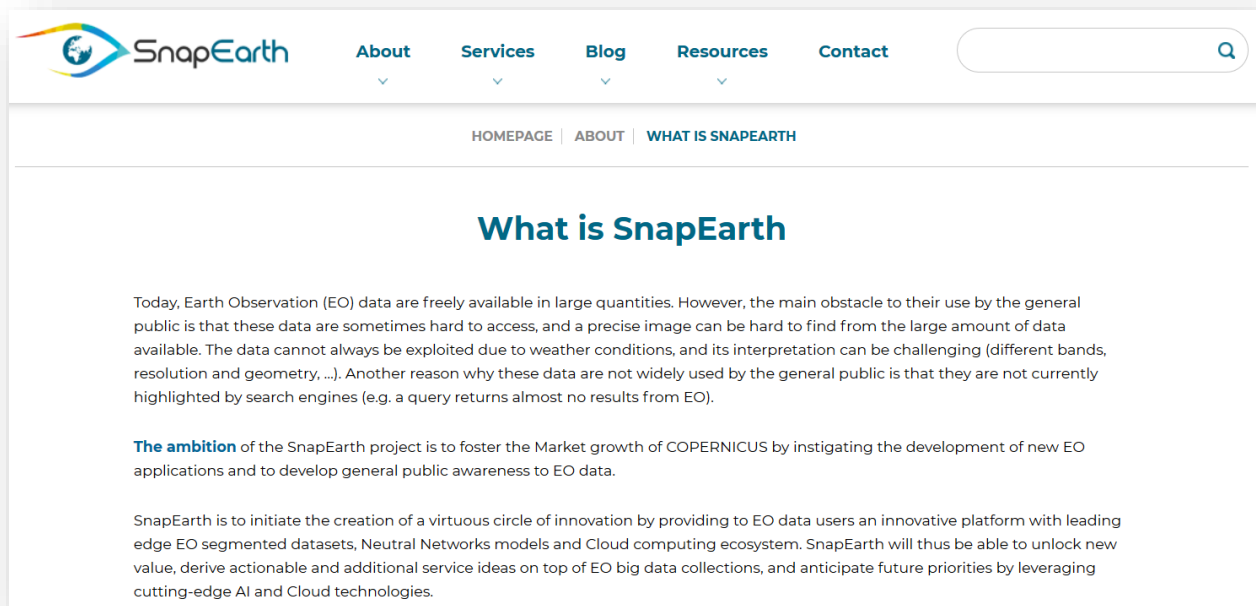 SnapEarth
About
Services
Blog
Resources
Contact
HOMEPAGE
ABOUT
WHAT IS SNAPEARTH
What is SnapEarth
Today, Earth Observation (EO) data are freely available in large quantities. However, the main obstacle to their use by the general
public is that these data are sometimes hard to access, and a precise image can be hard to find from the large amount of data
available. The data cannot always be exploited due to weather conditions, and its interpretation can be challenging (different bands,
resolution and geometry, ...). Another reason why these data are not widely used by the general public is that they are not currently
highlighted by search engines (e.g. a query returns almost no results from EO).
The ambition of the SnapEarth project is to foster the Market growth of COPERNICUS by instigating the development of new EO
applications and to develop general public awareness to EO data.
SnapEarth is to initiate the creation of a virtuous circle of innovation by providing to EO data users an innovative platform with leading
edge EO segmented datasets, Neutral Networks models and Cloud computing ecosystem. SnapEarth will thus be able to unlock new
value, derive actionable and additional service ideas on top of EO big data collections, and anticipate future priorities by leveraging
cutting-edge AI and Cloud technologies.